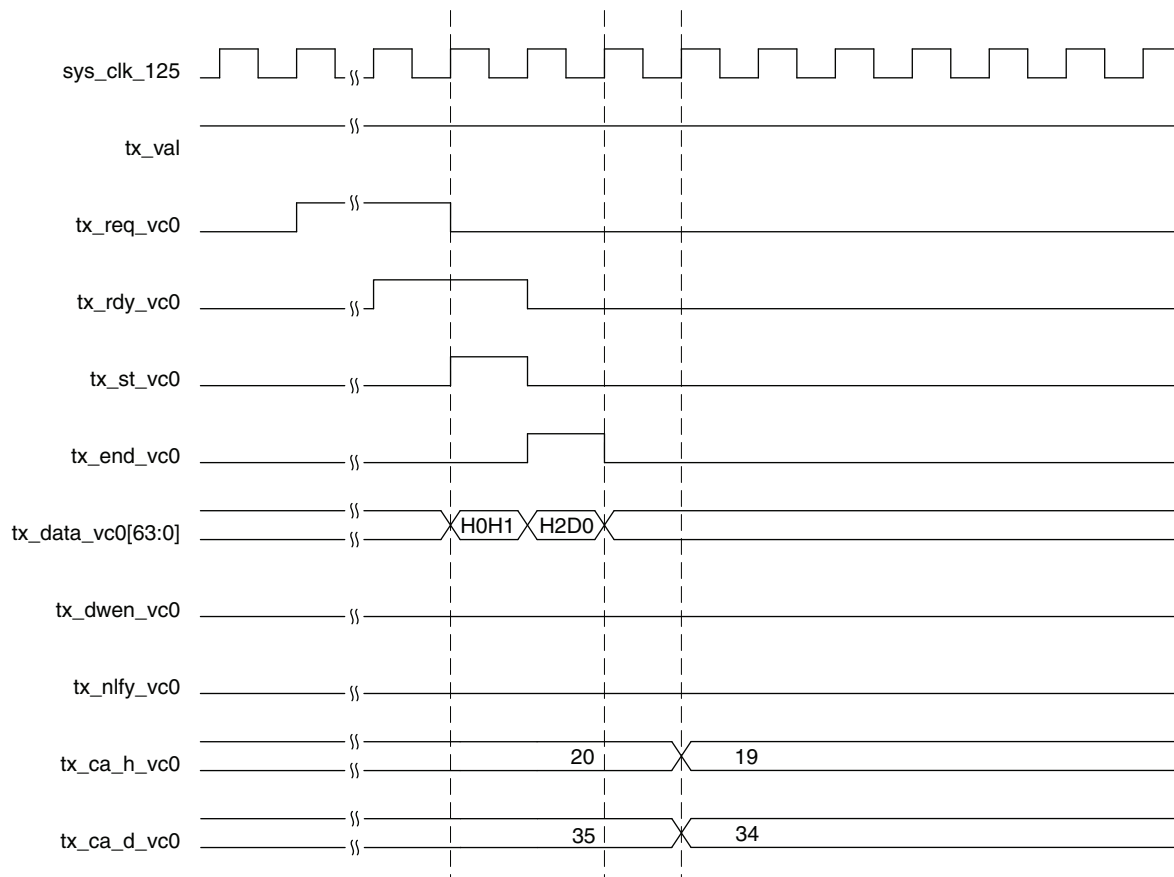 sys_clk_125
tx_val
tx_req_vc0
tx_rdy_vc0
tx_st_vc0
tx_end_vc0
tx_data_vc0[63:0] H0H1 H2D0
tx_dwen_vc0
tx_nlfy_vc0
tx_ca_h_vc0 20 19
tx_ca_d_vc0 35 34